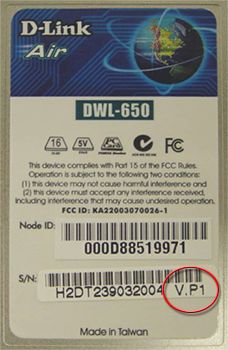 D-Link
Air
DWL-650
16
5V
FC
This device complies with Part 15 of the FCC Rules.
Operation is subject to the following two conditions:
(1) this device may not cause harmful interference and
(2) this device must accept any interference received,
Including interference that may cause undesired operation.
FCC ID: KA22003070026-1
Node ID:
000D88519971
S/N:
H2DT239032004 V.P1
Made in Taiwan